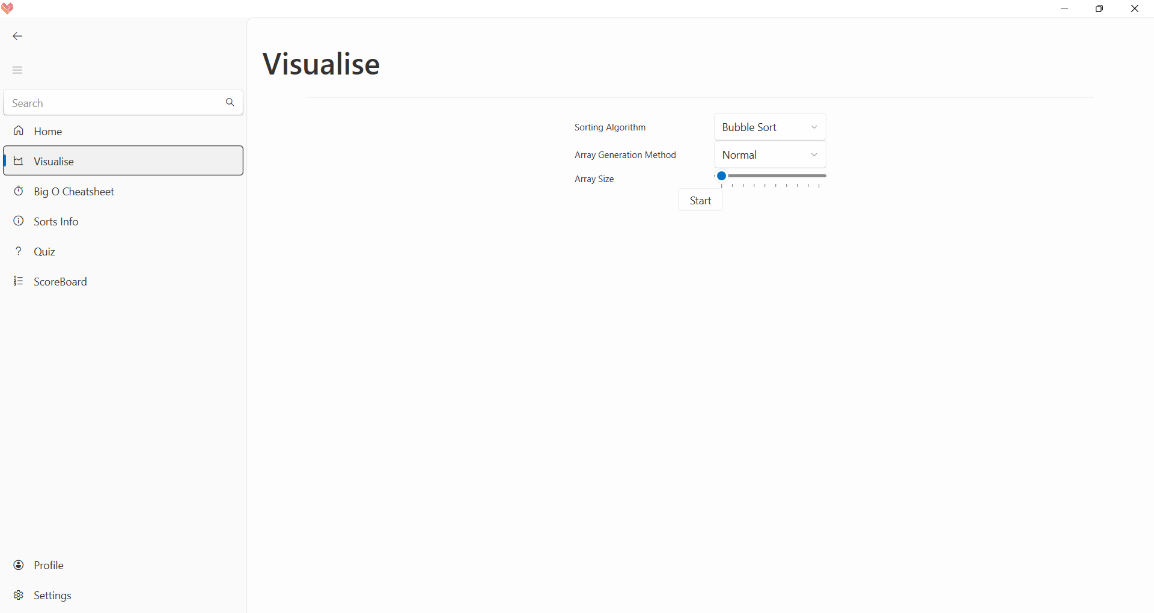 Search
Home
Visualise
Big O Cheatsheet
Sorts Info
Quiz
ScoreBoard
Profile
Settings
Visualise
Sorting Algorithm Bubble Sort
Array Generation Method Normal
Array Size
Start